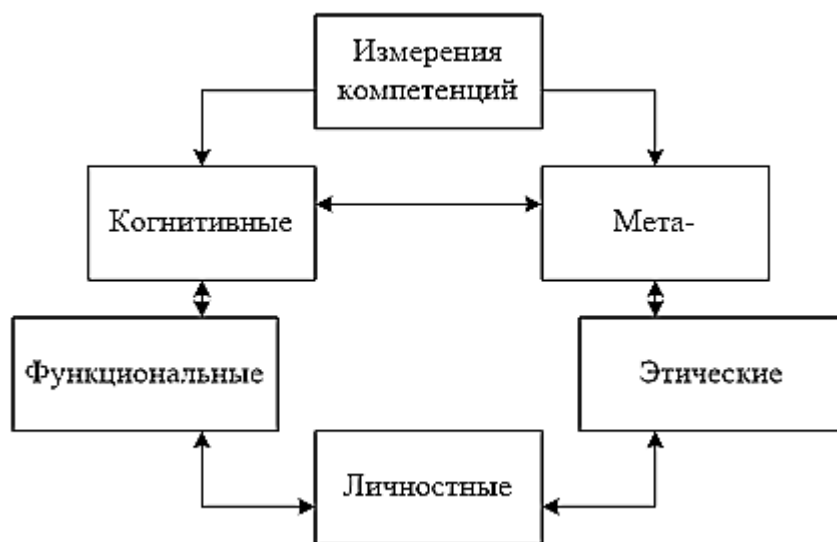 Измерения
компетенций
Когнитивные
Мета-
Функциональные
Этические
Личностные